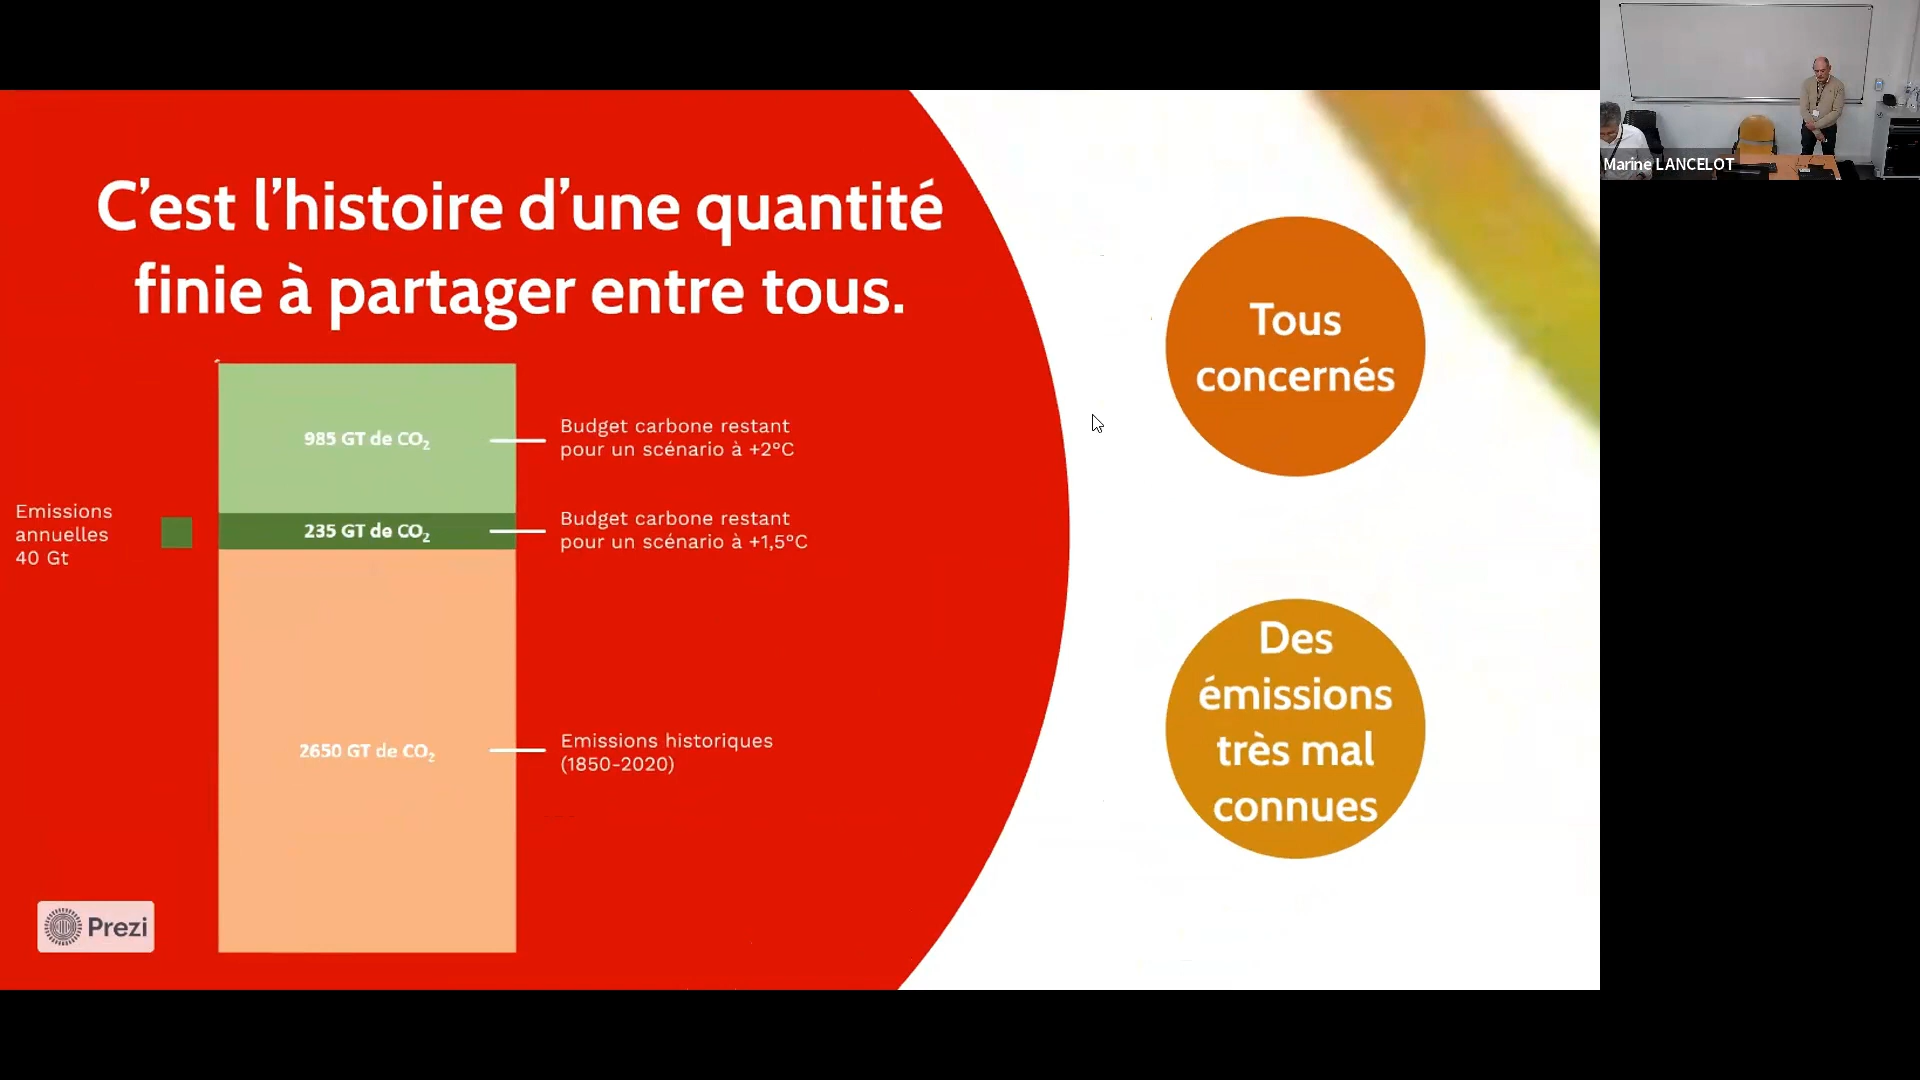 C’est l’histoire d’une quantité
finie à partager entre tous.
985 GT de CO₂
Budget carbone restant
pour un scénario à +2°C
Emissions
annuelles
40 Gt
235 GT de CO₂
Budget carbone restant
pour un scénario à +1,5°C
2650 GT de CO₂
Emissions historiques
(1850-2020)
Prezi
Tous
concernés
Des
émissions
très mal
connues
Marine LANCELOT